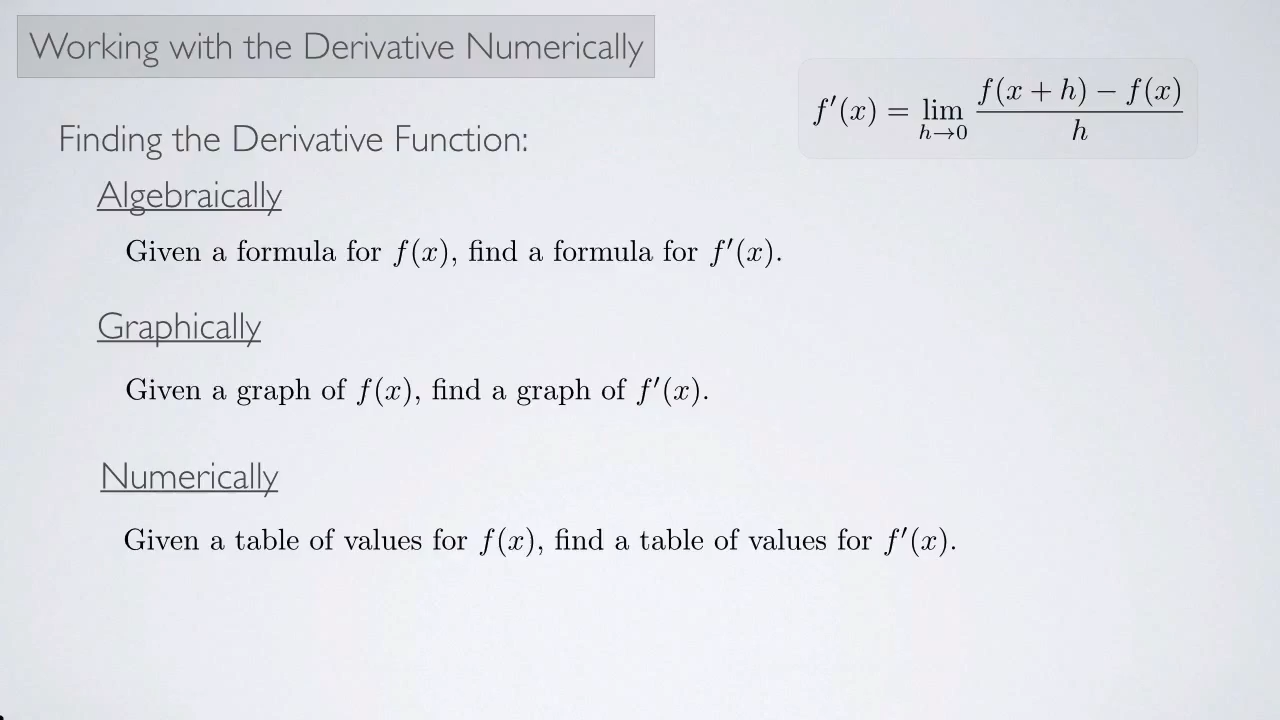 Working with the Derivative Numerically
f′(x) = lim_{h→0} \frac{f(x + h) − f(x)}{h}
Finding the Derivative Function:
Algebraically
Given a formula for f(x), find a formula for f′(x).
Graphically
Given a graph of f(x), find a graph of f′(x).
Numerically
Given a table of values for f(x), find a table of values for f′(x).